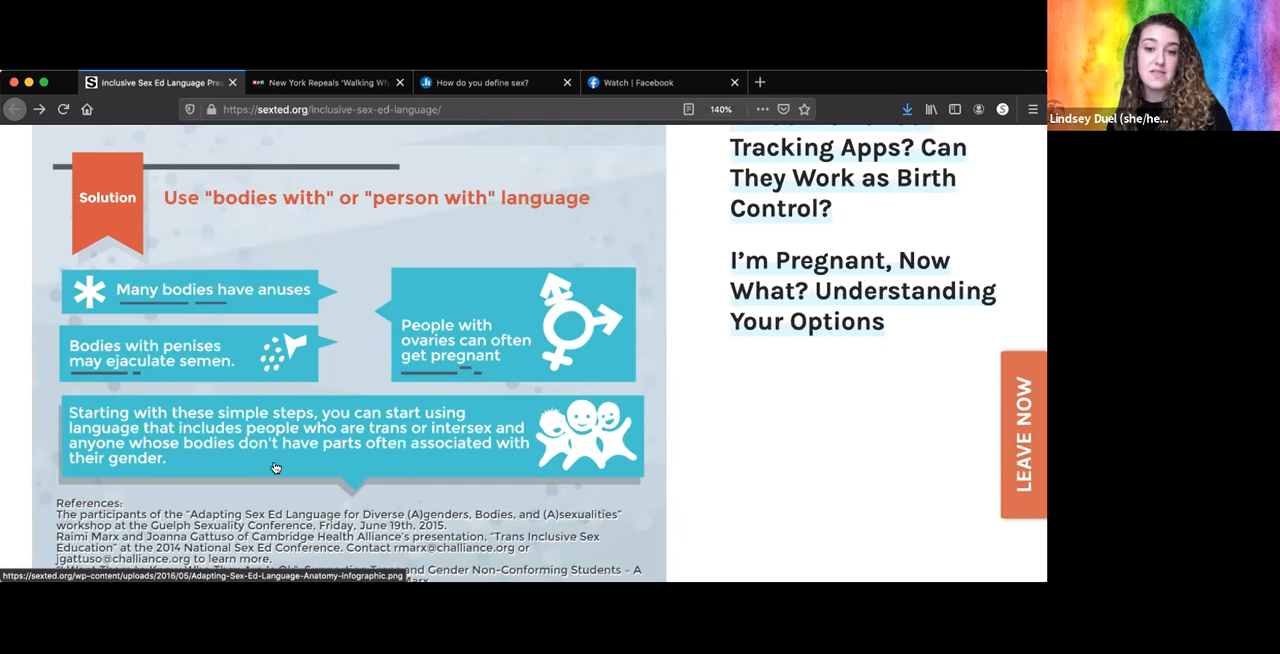 Inclusive Sex Ed Language Pre
New York Repeals 'Walking Wh
How do you define sex?
Watch | Facebook
https://sexted.org/inclusive-sex-ed-language/
140%
Lindsey Duel (she/he...
Solution
Use "bodies with" or "person with" language
Many bodies have anuses
Bodies with penises
may ejaculate semen.
People with
ovaries can often
get pregnant
Starting with these simple steps, you can start using
language that includes people who are trans or intersex and
anyone whose bodies don't have parts often associated with
their gender.
References:
The participants of the "Adapting Sex Ed Language for Diverse (A)genders, Bodies, and (A)sexualities"
workshop at the Guelph Sexuality Conference, Friday, June 19th, 2015.
Raimi Marx and Joanna Gattuso of Cambridge Health Alliance's presentation, "Trans Inclusive Sex
Education" at the 2014 National Sex Ed Conference. Contact rmarx@challiance.org or
jgattuso@challiance.org to learn more.
and Gender Non-Conforming Students - A
Marx.
https://sexted.org/wp-content/uploads/2016/05/Adapting-Sex-Ed-Language-Anatomy-Infographic.png
Tracking Apps? Can
They Work as Birth
Control?
I'm Pregnant, Now
What? Understanding
Your Options
LEAVE NOW